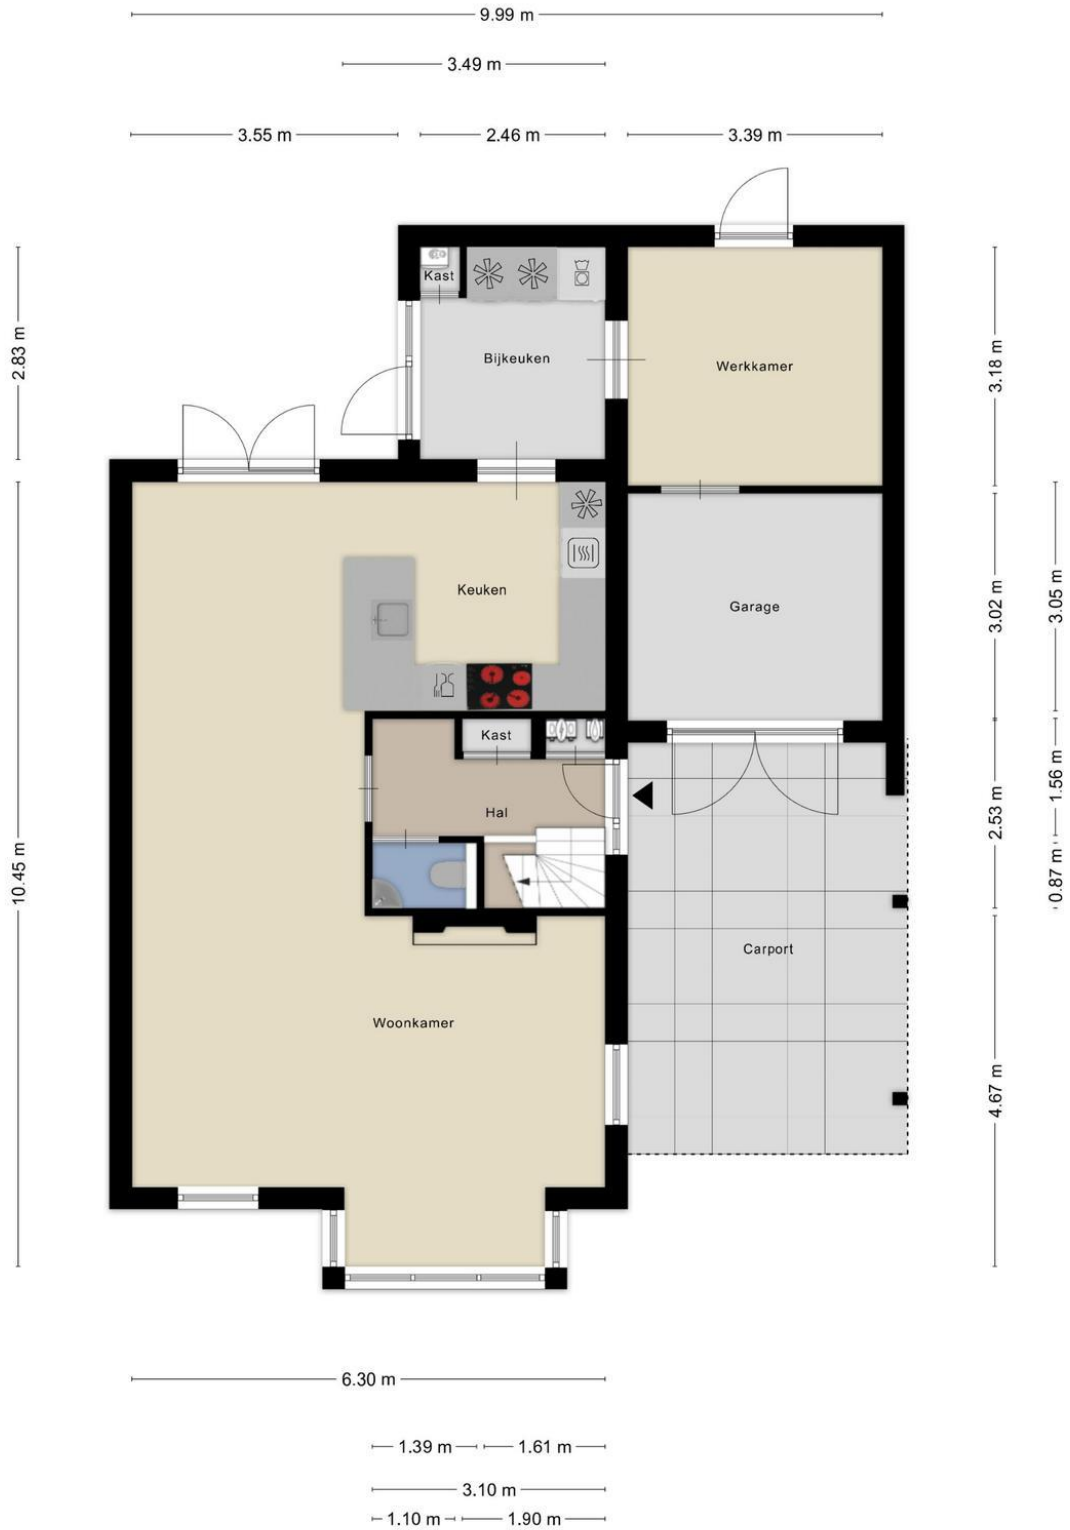 9.99 m
3.49 m
3.55 m
2.46 m
3.39 m
Kast
Bijkeuken
Werkkamer
2.83 m
3.18 m
Keuken
Garage
3.02 m
3.05 m
Kast
Hal
2.53 m
1.56 m
0.87 m
10.45 m
Carport
Woonkamer
4.67 m
6.30 m
1.39 m
1.61 m
3.10 m
1.10 m
1.90 m